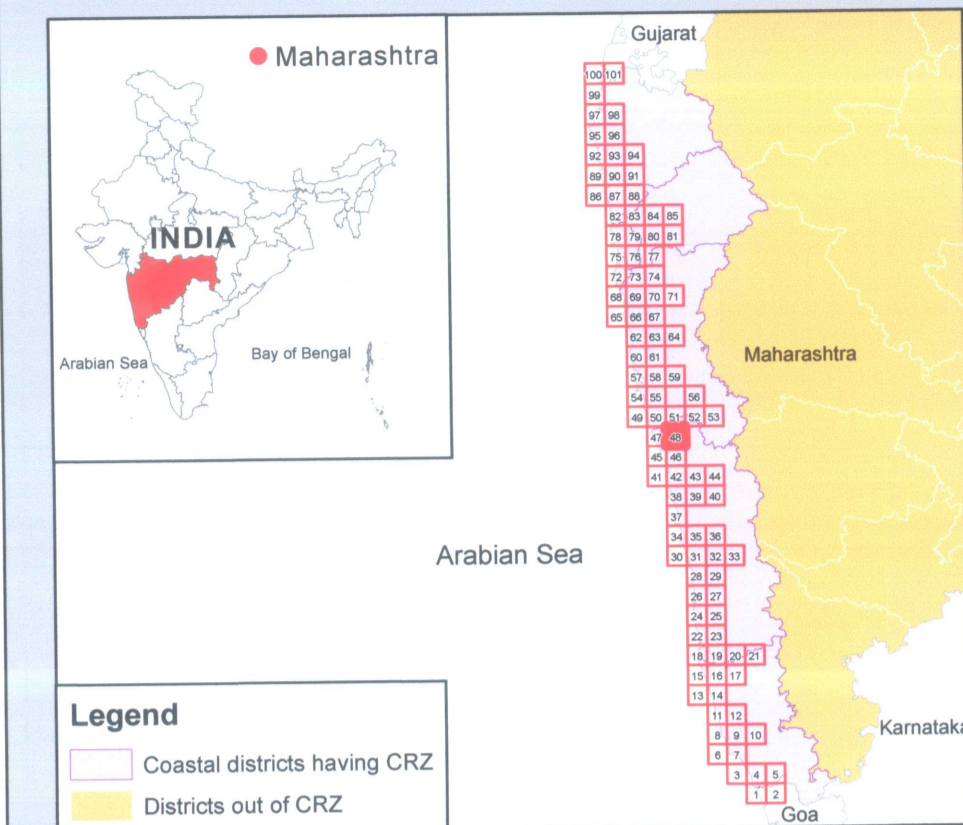 Maharashtra
INDIA
Arabian Sea
Bay of Bengal
Gujarat
100 101
99
97 98
95 96
92 93 94
89 90 91
86 87 88
82 83 84 85
78 79 80 81
75 76 77
72 73 74
68 69 70 71
65 66 67
62 63 64
60 61
Maharashtra
57 58 59
54 55 56
49 50 51 52 53
47 48
45 46
41 42 43 44
38 39 40
37
34 35 36
Arabian Sea
30 31 32 33
28 29
26 27
24 25
22 23
18 19 20 21
15 16 17
13 14
11 12
Karnataka
8 9 10
6 7
3 4 5
1 2
Goa
Legend
Coastal districts having CRZ
Districts out of CRZ